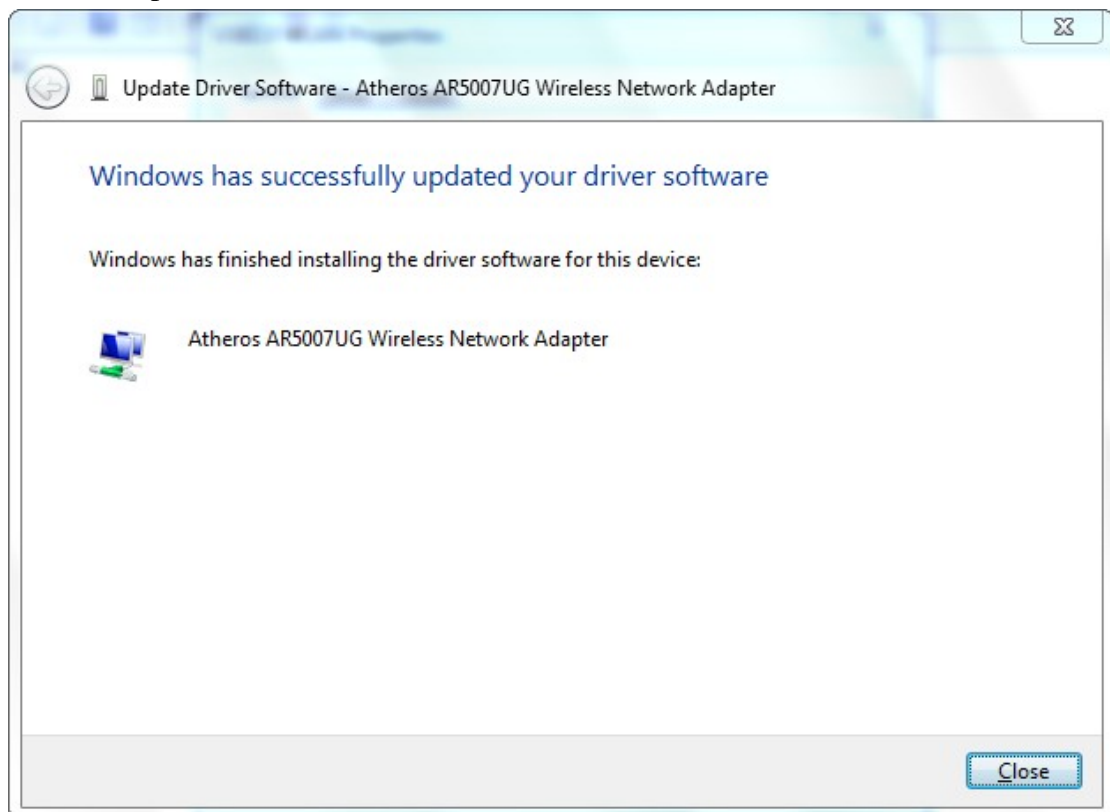 Update Driver Software - Atheros AR5007UG Wireless Network Adapter
Windows has successfully updated your driver software
Windows has finished installing the driver software for this device:
Atheros AR5007UG Wireless Network Adapter
Close